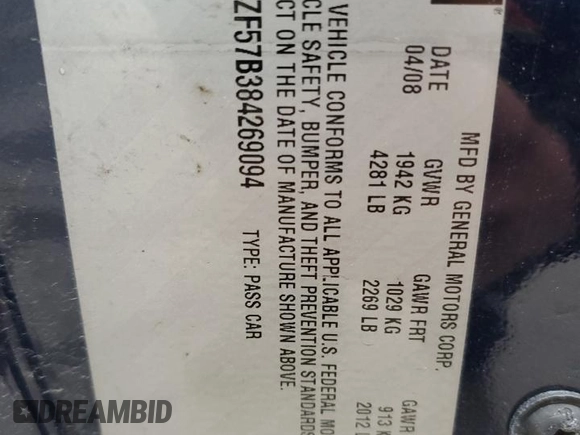 MFD BY GENERAL MOTORS CORP.
DATE GVWR GAWR FRT GAWR
04/08 1942 KG 1029 KG 913 K
4281 LB 2269 LB 2012 L
VEHICLE CONFORMS TO ALL APPLICABLE U.S. FEDERAL MO
CLE SAFETY, BUMPER, AND THEFT PREVENTION STANDARDS
CT ON THE DATE OF MANUFACTURE SHOWN ABOVE.
ZF57B384269094 TYPE: PASS CAR
DREAMBID